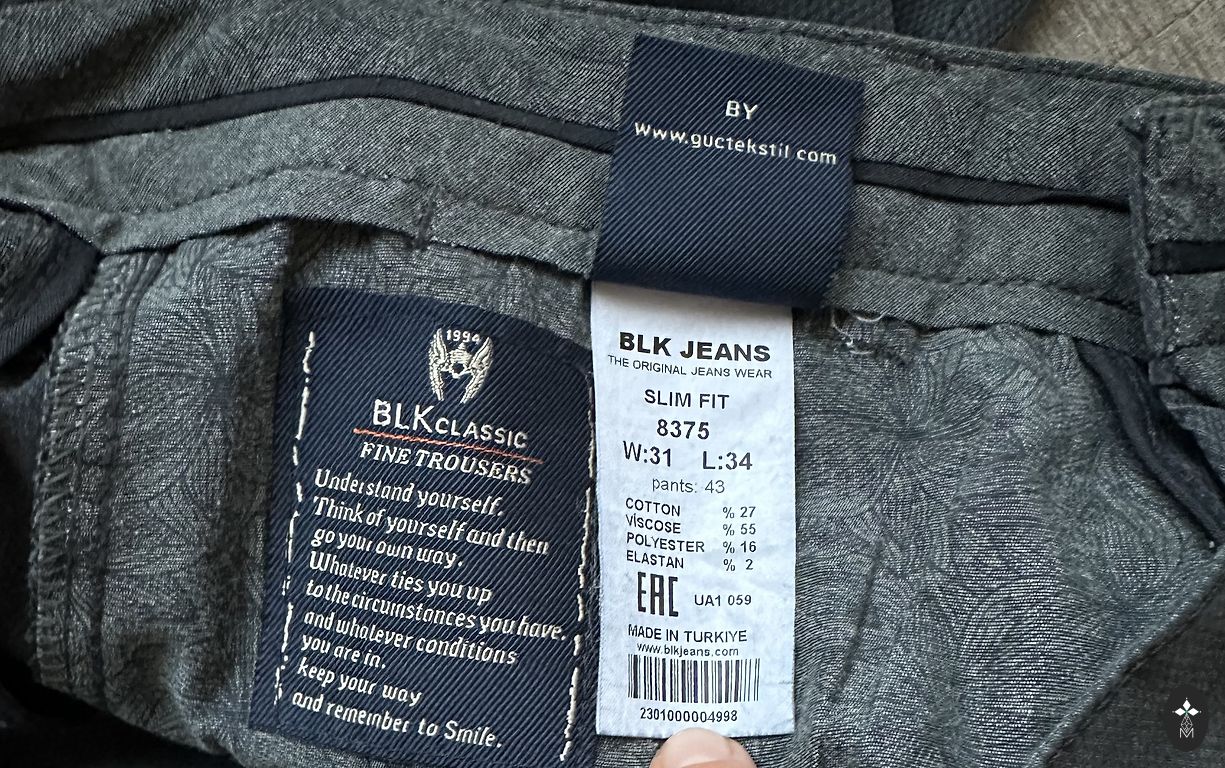 BY
www.guctekstil.com
1994
BLKCLASSIC
FINE TROUSERS
Understand yourself.
Think of yourself and then
go your own way.
Whatever ties you up
to the circumstances you have.
and whatever conditions
you are in.
keep your way
and remember to Smile.
BLK JEANS
THE ORIGINAL JEANS WEAR
SLIM FIT
8375
W:31 L:34
pants: 43
COTTON % 27
VİSCOSE % 55
POLYESTER % 16
ELASTAN % 2
EAC UA1 059
MADE IN TURKIYE
www.blkjeans.com
2301000004998
M